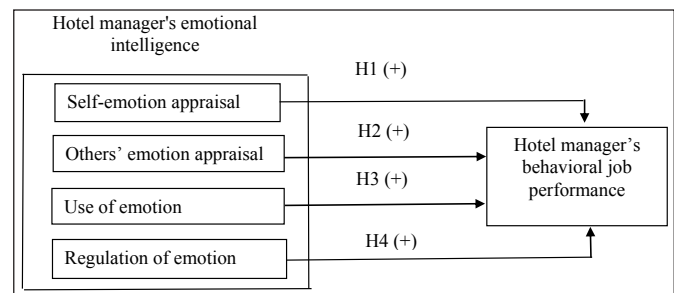 Hotel manager's emotional
intelligence
H1 (+)
Self-emotion appraisal
H2 (+)
Others’ emotion appraisal
Hotel manager’s
behavioral job
performance
H3 (+)
Use of emotion
H4 (+)
Regulation of emotion